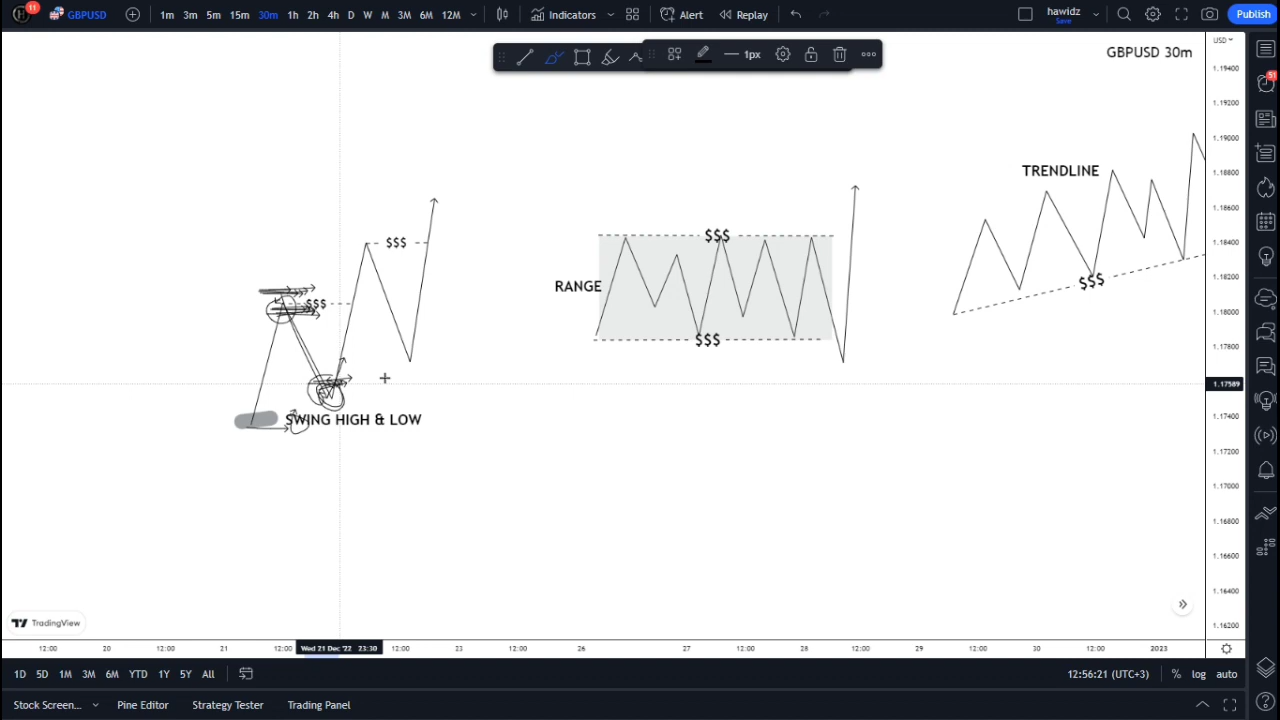 11
GBPUSD
1m 3m 5m 15m 30m 1h 2h 4h D W M 3M 6M 12M
Indicators
Alert
Replay
hawidz
Save
Publish
1px
GBPUSD 30m
USD
51
1.19400
1.19200
1.19000
1.18800
1.18600
1.18400
1.18200
1.18000
1.17800
1.17589
1.17400
1.17200
1.17000
1.16800
1.16600
1.16400
1.16200
TRENDLINE
$$$
$$$
RANGE
$$$
$$$
$$$
SWING HIGH & LOW
TradingView
12:00 20 12:00 21 12:00 Wed 21 Dec '22 23:30 12:00 23 12:00 26 12:00 27 12:00 28 12:00 29 12:00 30 12:00 2023
1D 5D 1M 3M 6M YTD 1Y 5Y All
12:56:21 (UTC+3)
% log auto
Stock Screen... Pine Editor Strategy Tester Trading Panel